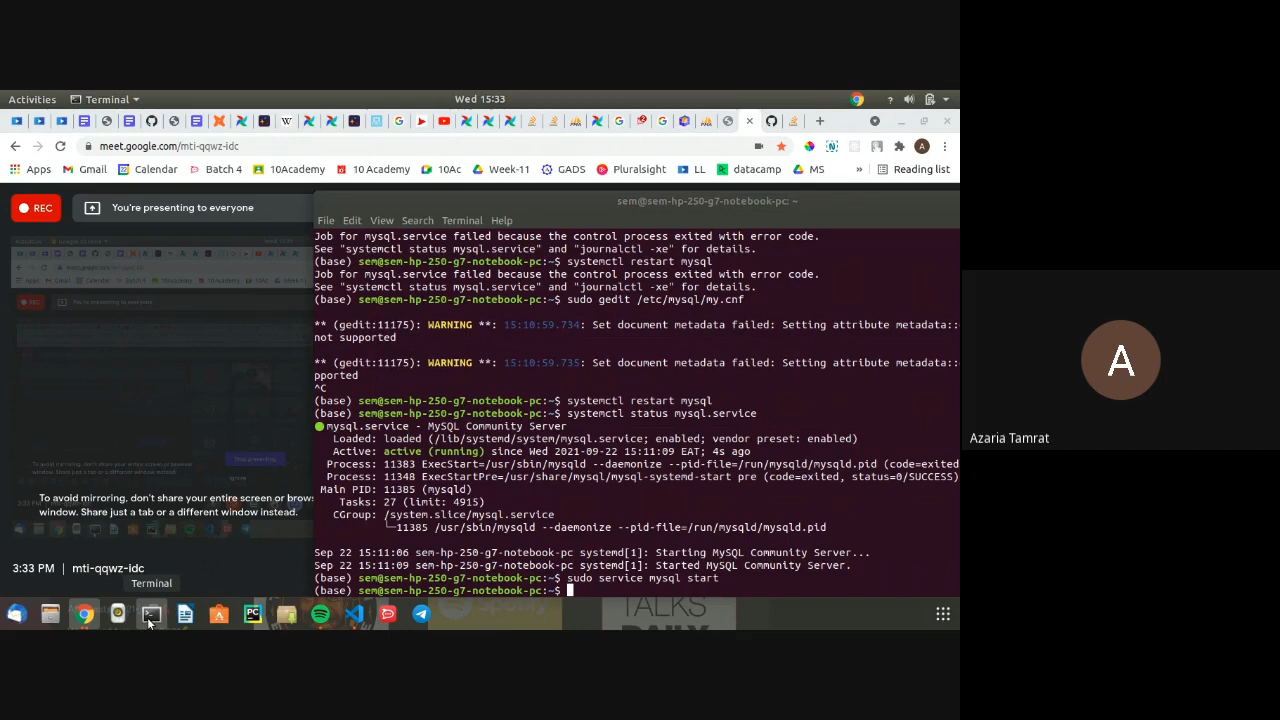 Activities
Terminal
Wed 15:33
meet.google.com/mti-qqwz-idc
Apps
Gmail
Calendar
Batch 4
10Academy
10 Academy
10Ac
Week-11
GADS
Pluralsight
LL
datacamp
MS
»
Reading list
REC
You're presenting to everyone
sem@sem-hp-250-g7-notebook-pc: ~
File Edit View Search Terminal Help
Job for mysql.service failed because the control process exited with error code.
See "systemctl status mysql.service" and "journalctl -xe" for details.
(base) sem@sem-hp-250-g7-notebook-pc:~$ systemctl restart mysql
Job for mysql.service failed because the control process exited with error code.
See "systemctl status mysql.service" and "journalctl -xe" for details.
(base) sem@sem-hp-250-g7-notebook-pc:~$ sudo gedit /etc/mysql/my.cnf
** (gedit:11175): WARNING **: 15:10:59.734: Set document metadata failed: Setting attribute metadata::
not supported
** (gedit:11175): WARNING **: 15:10:59.735: Set document metadata failed: Setting attribute metadata::
pported
^C
(base) sem@sem-hp-250-g7-notebook-pc:~$ systemctl restart mysql
(base) sem@sem-hp-250-g7-notebook-pc:~$ systemctl status mysql.service
mysql.service - MySQL Community Server
Loaded: loaded (/lib/systemd/system/mysql.service; enabled; vendor preset: enabled)
Active: active (running) since Wed 2021-09-22 15:11:09 EAT; 4s ago
Process: 11383 ExecStart=/usr/sbin/mysqld --daemonize --pid-file=/run/mysqld/mysqld.pid (code=exited
Process: 11348 ExecStartPre=/usr/share/mysql/mysql-systemd-start pre (code=exited, status=0/SUCCESS)
Main PID: 11385 (mysqld)
Tasks: 27 (limit: 4915)
CGroup: /system.slice/mysql.service
└─11385 /usr/sbin/mysqld --daemonize --pid-file=/run/mysqld/mysqld.pid
Sep 22 15:11:06 sem-hp-250-g7-notebook-pc systemd[1]: Starting MySQL Community Server...
Sep 22 15:11:09 sem-hp-250-g7-notebook-pc systemd[1]: Started MySQL Community Server.
(base) sem@sem-hp-250-g7-notebook-pc:~$ sudo service mysql start
(base) sem@sem-hp-250-g7-notebook-pc:~$
To avoid mirroring, don't share your entire screen or brows
window. Share just a tab or a different window instead.
3:33 PM | mti-qqwz-idc
Terminal
TALKS
DAILY
A
Azaria Tamrat